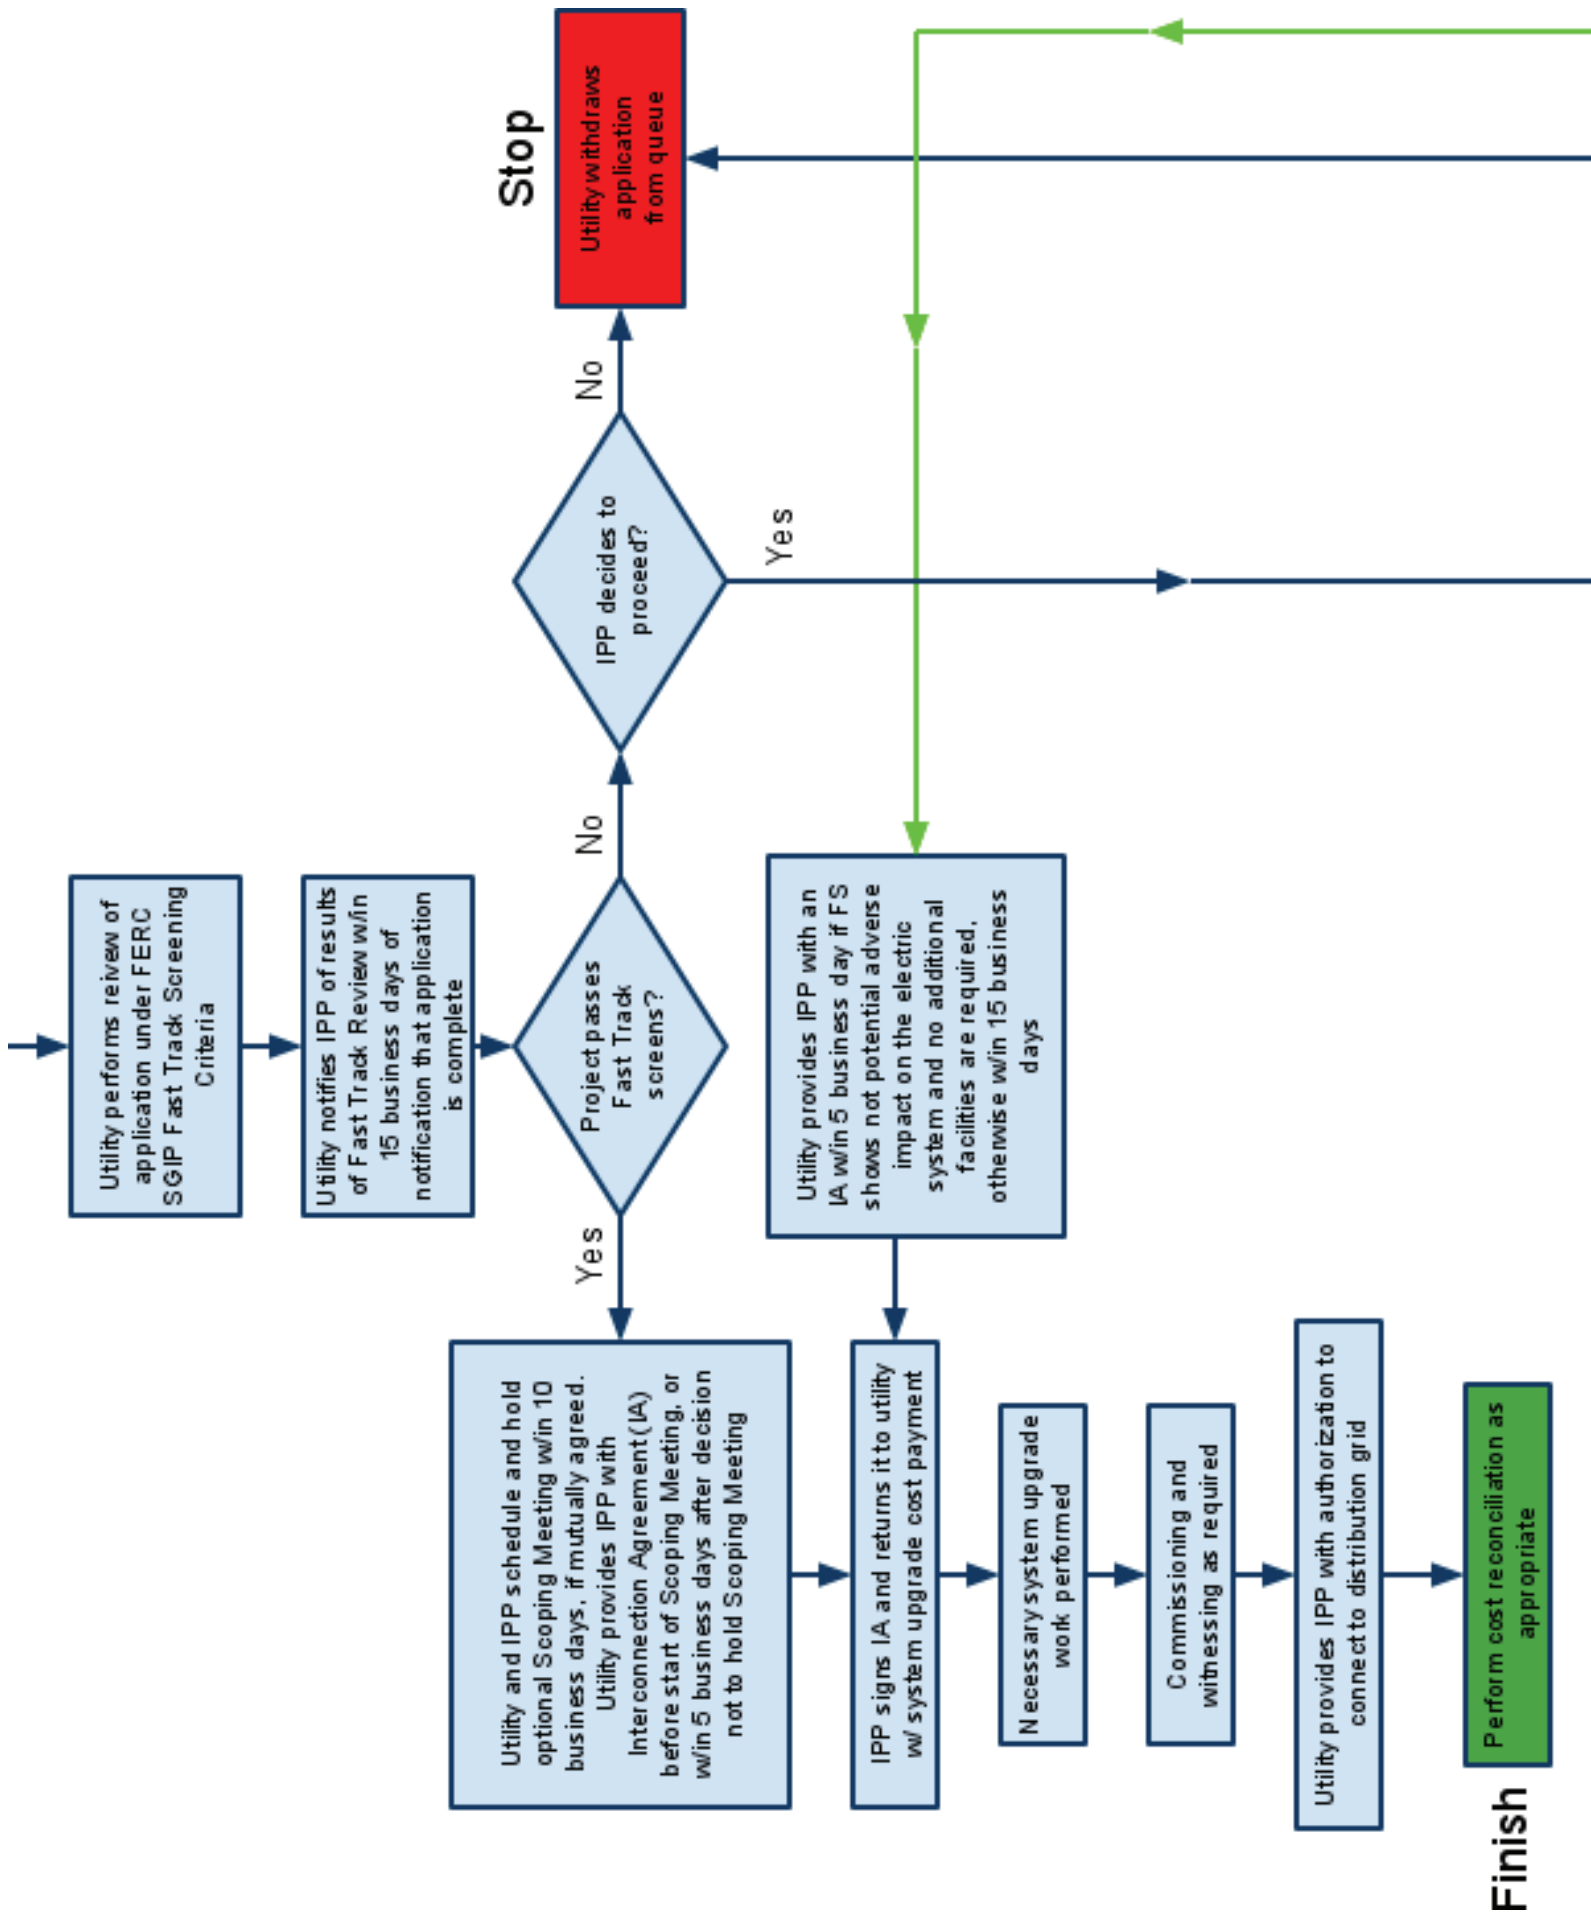 Utility performs reivew of
application under FERC
SGIP Fast Track Screening
Criteria
Utility notifies IPP of results
of Fast Track Review w/in
15 business days of
notification that application
is complete
Project passes
Fast Track
screens?
Yes
No
IPP decides to
proceed?
No
Yes
Stop
Utility withdraws
application
from queue
Utility and IPP schedule and hold
optional Scoping Meeting w/in 10
business days, if mutually agreed.
Utility provides IPP with
Interconnection Agreement (IA)
before start of Scoping Meeting, or
w/in 5 business days after decision
not to hold Scoping Meeting
Utility provides IPP with an
IA w/in 5 business day if FS
shows not potential adverse
impact on the electric
system and no additional
facilities are required,
otherwise w/in 15 business
days
IPP signs IA and returns it to utility
w/ system upgrade cost payment
Necessary system upgrade
work performed
Commissioning and
witnessing as required
Utility provides IPP with authorization to
connect to distribution grid
Finish
Perform cost reconciliation as
appropriate